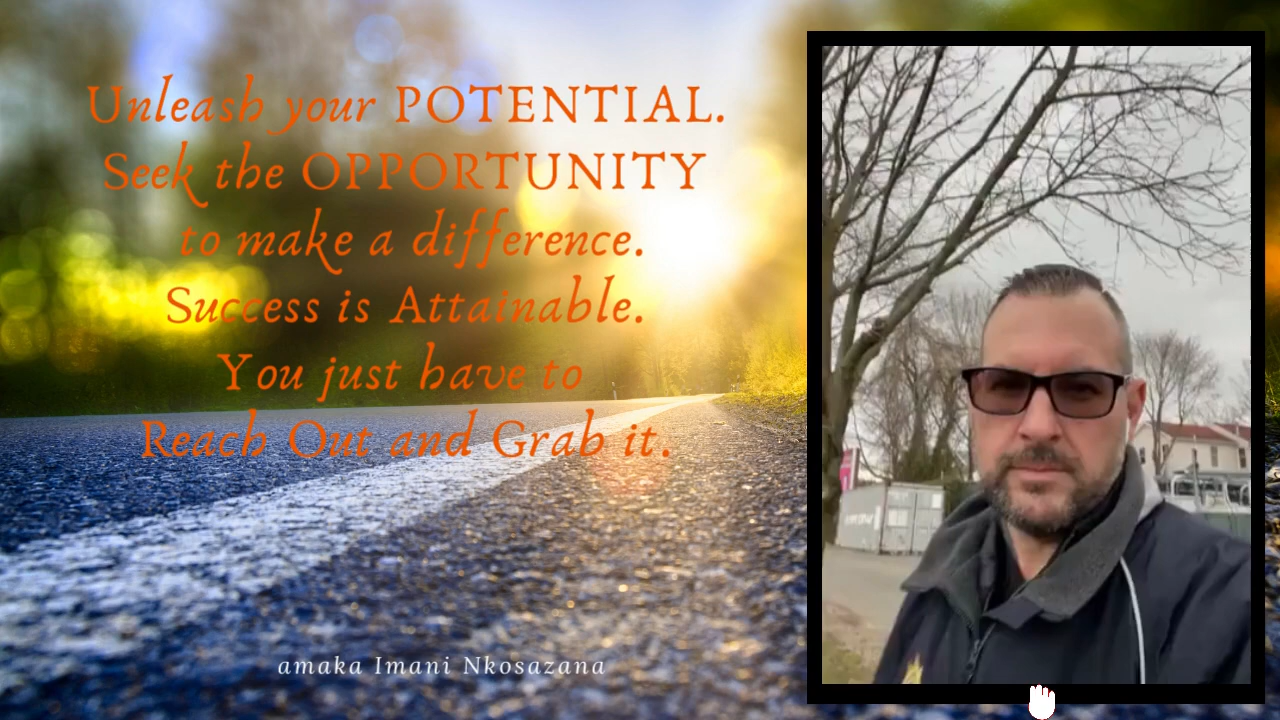 Unleash your POTENTIAL.
Seek the OPPORTUNITY
to make a difference.
Success is Attainable.
You just have to
Reach Out and Grab it.
amaka Imani Nkosazana